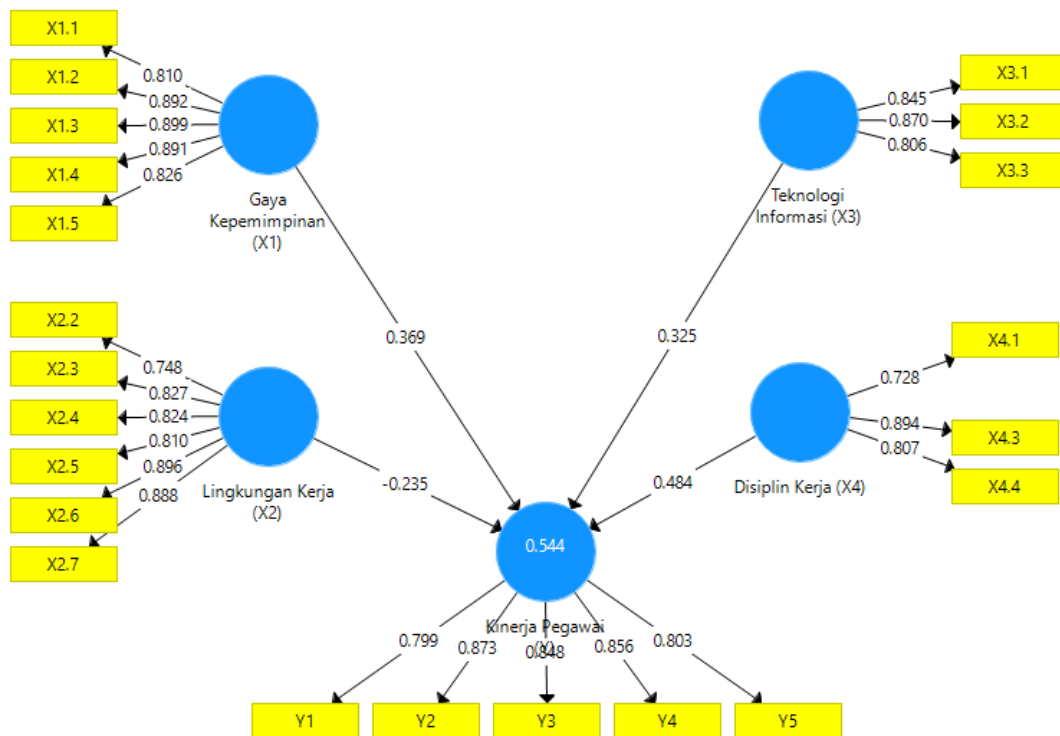 X1.1
X1.2
X1.3
X1.4
X1.5
0.810
0.892
0.899
0.891
0.826
Gaya
Kepemimpinan
(X1)
X3.1
X3.2
X3.3
0.845
0.870
0.806
Teknologi
Informasi (X3)
0.369
0.325
X2.2
X2.3
X2.4
X2.5
X2.6
X2.7
0.748
0.827
0.824
0.810
0.896
0.888
Lingkungan Kerja
(X2)
-0.235
X4.1
X4.3
X4.4
0.728
0.894
0.807
Disiplin Kerja (X4)
0.484
0.544
Kinerja Pegawai
(Y)
0.799
0.873
0.848
0.856
0.803
Y1
Y2
Y3
Y4
Y5